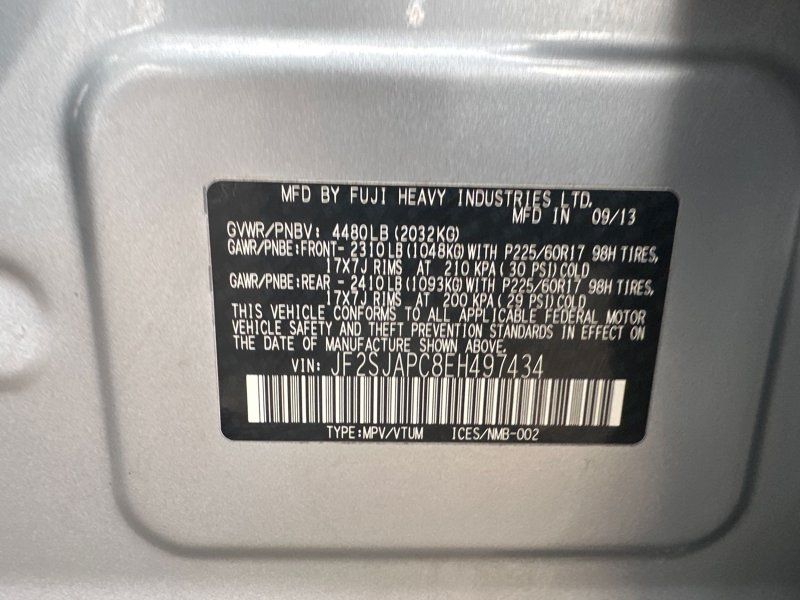 MFD BY FUJI HEAVY INDUSTRIES LTD.
MFD IN 09/13
GVWR/PNBV: 4480LB (2032KG)
GAWR/PNBE:FRONT- 2310LB (1048KG) WITH P225/60R17 98H TIRES,
17X7J RIMS AT 210 KPA ( 30 PSI) COLD
GAWR/PNBE:REAR - 2410LB (1093KG) WITH P225/60R17 98H TIRES,
17X7J RIMS AT 200 KPA ( 29 PSI) COLD
THIS VEHICLE CONFORMS TO ALL APPLICABLE FEDERAL MOTOR
VEHICLE SAFETY AND THEFT PREVENTION STANDARDS IN EFFECT ON
THE DATE OF MANUFACTURE SHOWN ABOVE.
VIN: JF2SJAPC8EH497434
TYPE:MPV/VTUM ICES/NMB-002